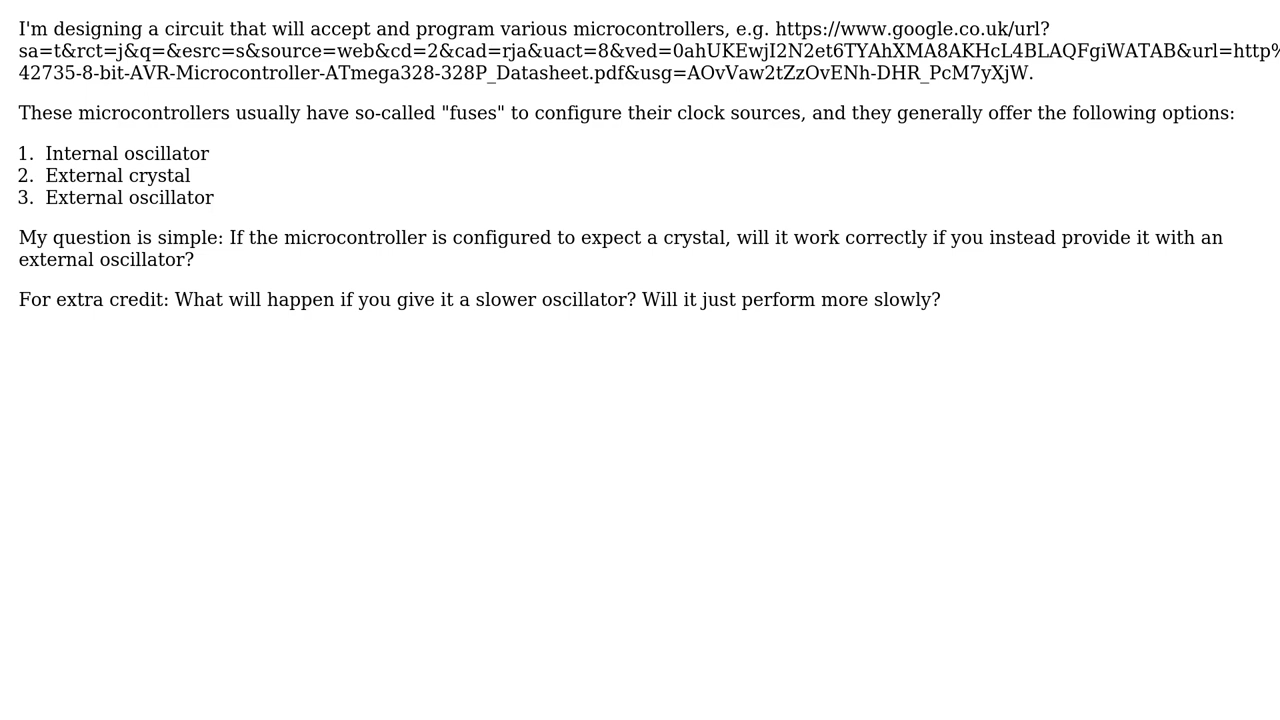 I'm designing a circuit that will accept and program various microcontrollers, e.g. https://www.google.co.uk/url?
sa=t&rct=j&q=&esrc=s&source=web&cd=2&cad=rja&uact=8&ved=0ahUKEwjI2N2et6TYAhXMA8AKHcL4BLAQFgiWATAB&url=http%
42735-8-bit-AVR-Microcontroller-ATmega328-328P_Datasheet.pdf&usg=AOvVaw2tZzOvENh-DHR_PcM7yXjW.
These microcontrollers usually have so-called "fuses" to configure their clock sources, and they generally offer the following options:
1. Internal oscillator
2. External crystal
3. External oscillator
My question is simple: If the microcontroller is configured to expect a crystal, will it work correctly if you instead provide it with an
external oscillator?
For extra credit: What will happen if you give it a slower oscillator? Will it just perform more slowly?